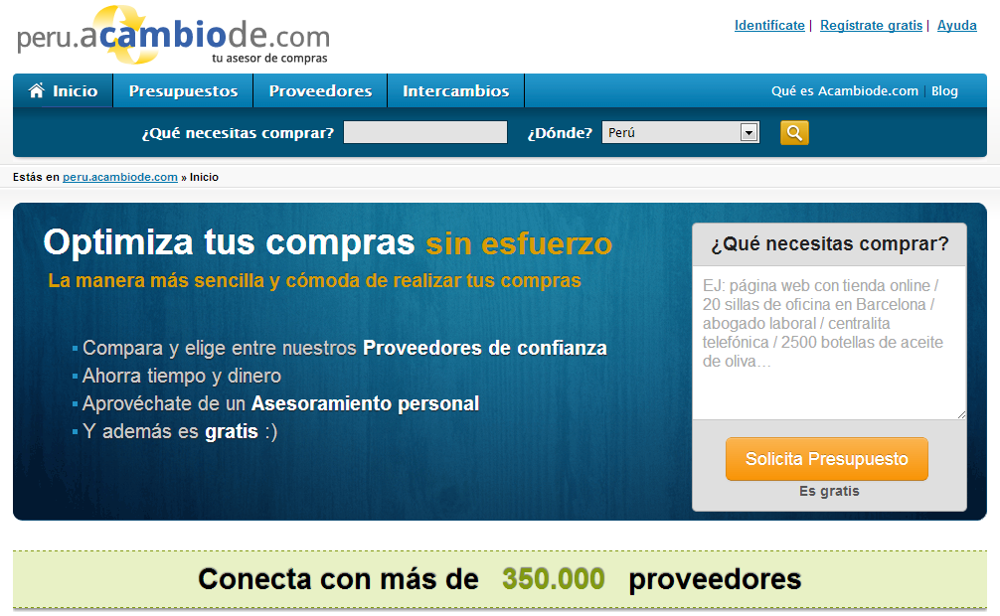 peru.acambiode.com
tu asesor de compras
Identifícate | Regístrate gratis | Ayuda
Inicio Presupuestos Proveedores Intercambios Qué es Acambiode.com | Blog
¿Qué necesitas comprar? ¿Dónde? Perú
Estás en peru.acambiode.com » Inicio
Optimiza tus compras sin esfuerzo
La manera más sencilla y cómoda de realizar tus compras
Compara y elige entre nuestros Proveedores de confianza
Ahorra tiempo y dinero
Aprovéchate de un Asesoramiento personal
Y además es gratis :)
¿Qué necesitas comprar?
EJ: página web con tienda online /
20 sillas de oficina en Barcelona /
abogado laboral / centralita
telefónica / 2500 botellas de aceite
de oliva…
Solicita Presupuesto
Es gratis
Conecta con más de 350.000 proveedores